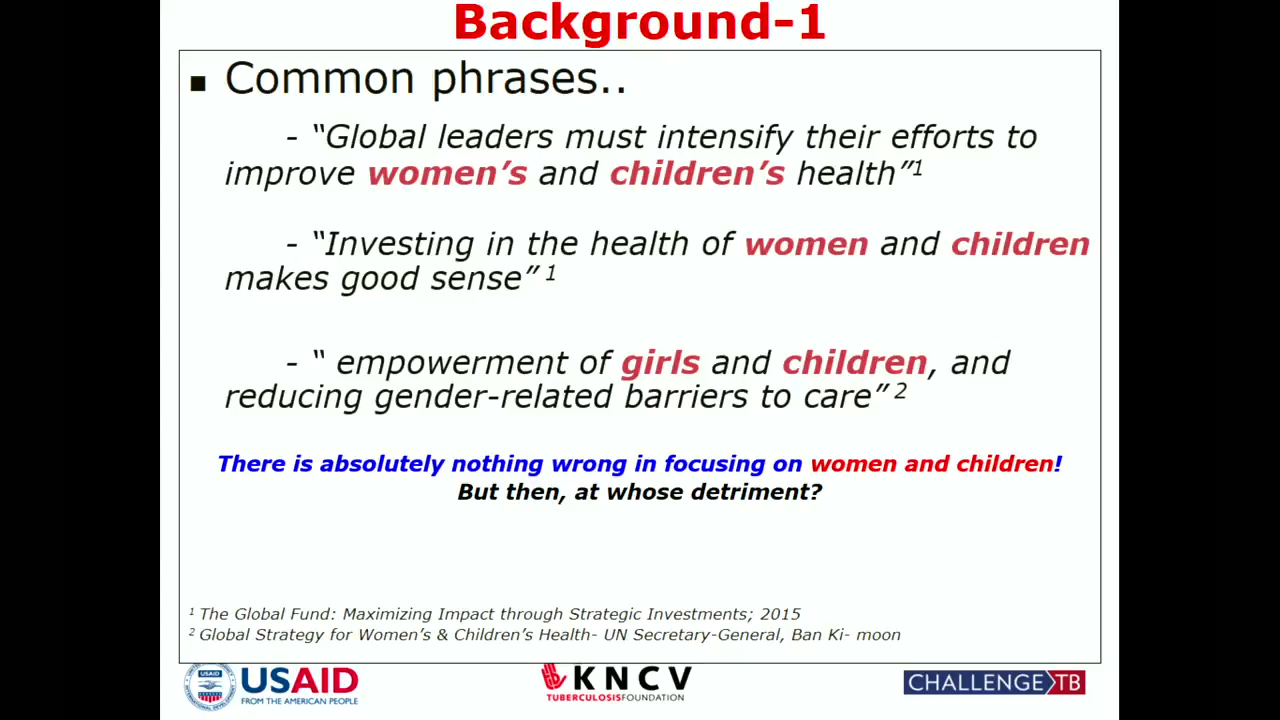 Background-1
■ Common phrases..
- “Global leaders must intensify their efforts to
improve women’s and children’s health”1
- “Investing in the health of women and children
makes good sense” 1
- “ empowerment of girls and children, and
reducing gender-related barriers to care” 2
There is absolutely nothing wrong in focusing on women and children!
But then, at whose detriment?
1 The Global Fund: Maximizing Impact through Strategic Investments; 2015
2 Global Strategy for Women’s & Children’s Health- UN Secretary-General, Ban Ki- moon
USAID
FROM THE AMERICAN PEOPLE
KNCV
TUBERCULOSISFOUNDATION
CHALLENGE TB